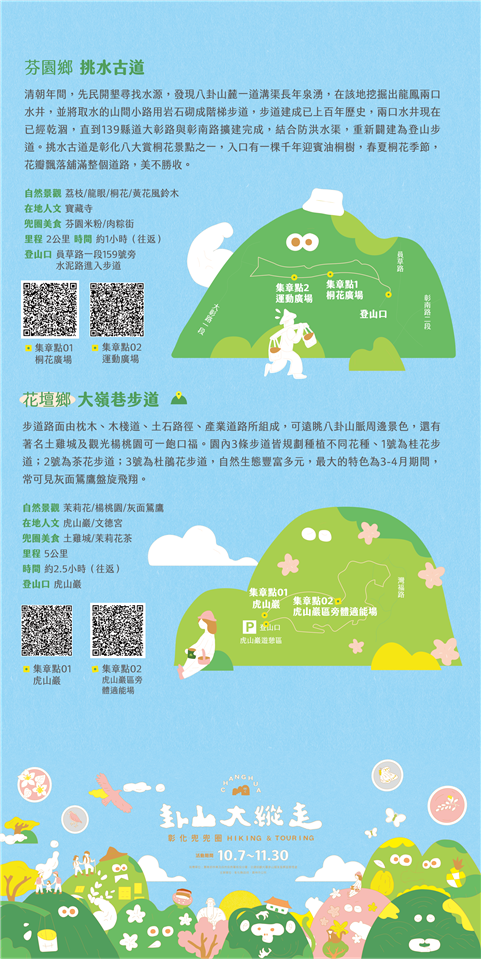 芬園鄉 挑水古道
清朝年間，先民開墾尋找水源，發現八卦山麓一道溝渠長年泉湧，在該地挖掘出龍鳳兩口
水井，並將取水的山間小路用岩石砌成階梯步道，步道建成已上百年歷史，兩口水井現在
已經乾涸，直到139縣道大彰路與彰南路擴建完成，結合防洪水渠，重新闢建為登山步
道。挑水古道是彰化八大賞桐花景點之一，入口有一棵千年迎賓油桐樹，春夏桐花季節，
花瓣飄落舖滿整個道路，美不勝收。
自然景觀 荔枝/龍眼/桐花/黃花風鈴木
在地人文 寶藏寺
兜圈美食 芬園米粉/肉粽街
里程 2公里 時間 約1小時（往返）
登山口 員草路一段159號旁
水泥路進入步道
集章點01
桐花廣場
集章點02
運動廣場
員草路
彰南路二段
集章點2
運動廣場
集章點1
桐花廣場
登山口
大彰路一段
花壇鄉 大嶺巷步道
步道路面由枕木、木棧道、土石路徑、產業道路所組成，可遠眺八卦山脈周邊景色，還有
著名土雞城及觀光楊桃園可一飽口福。園內3條步道皆規劃種植不同花種、1號為桂花步
道；2號為茶花步道；3號為杜鵑花步道，自然生態豐富多元，最大的特色為3-4月期間，
常可見灰面鵟鷹盤旋飛翔。
自然景觀 茉莉花/楊桃園/灰面鵟鷹
在地人文 虎山巖/文德宮
兜圈美食 土雞城/茉莉花茶
里程 5公里
時間 約2.5小時（往返）
登山口 虎山巖
集章點01
虎山巖
集章點02
虎山巖區旁
體適能場
灣福路
集章點01
虎山巖
集章點02
虎山巖區旁體適能場
P 登山口
虎山巖遊憩區
CHANGHUA
卦山大縱走
彰化兜兜圈 HIKING & TOURING
10.7~11.30